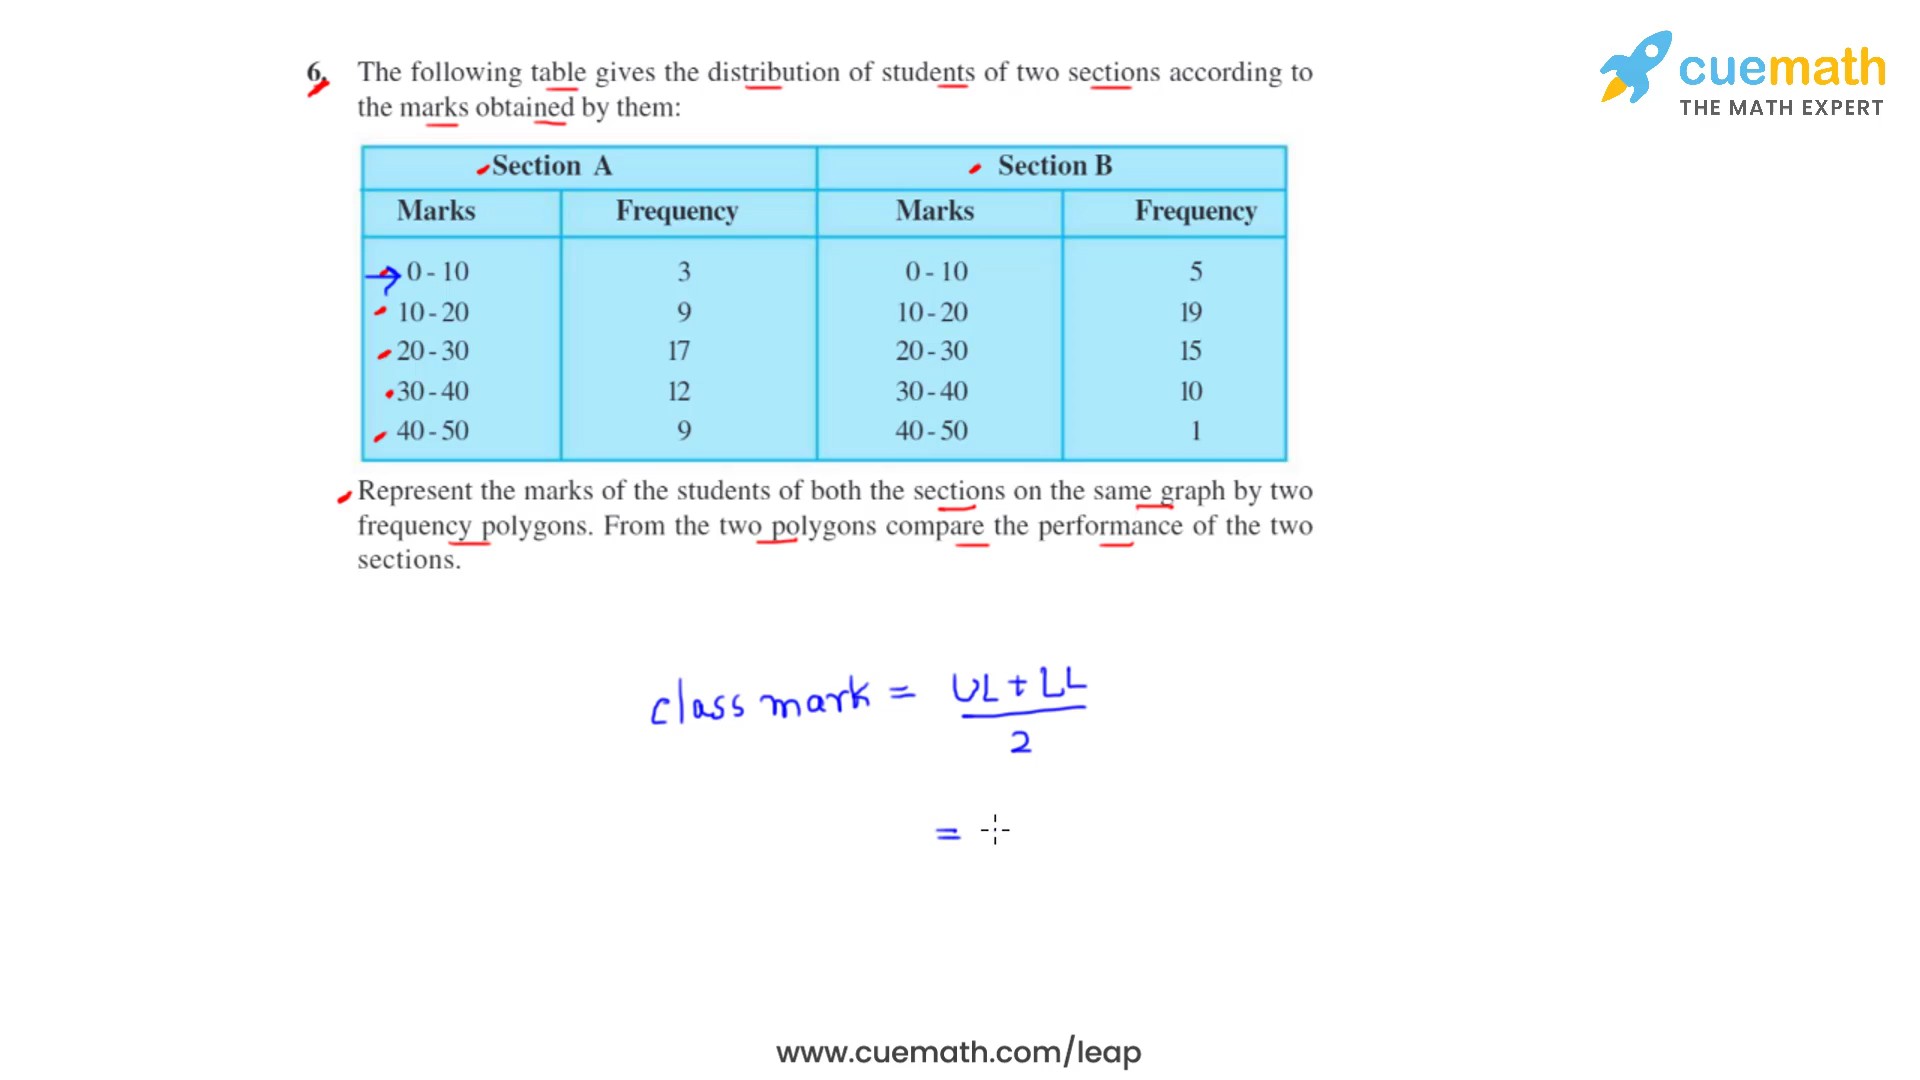 cuemath
THE MATH EXPERT
6. The following table gives the distribution of students of two sections according to
the marks obtained by them:
Section A Section B
Marks Frequency Marks Frequency
0 - 10 3 0 - 10 5
10 - 20 9 10 - 20 19
20 - 30 17 20 - 30 15
30 - 40 12 30 - 40 10
40 - 50 9 40 - 50 1
Represent the marks of the students of both the sections on the same graph by two
frequency polygons. From the two polygons compare the performance of the two
sections.
class mark = UL + LL
2
=
www.cuemath.com/leap